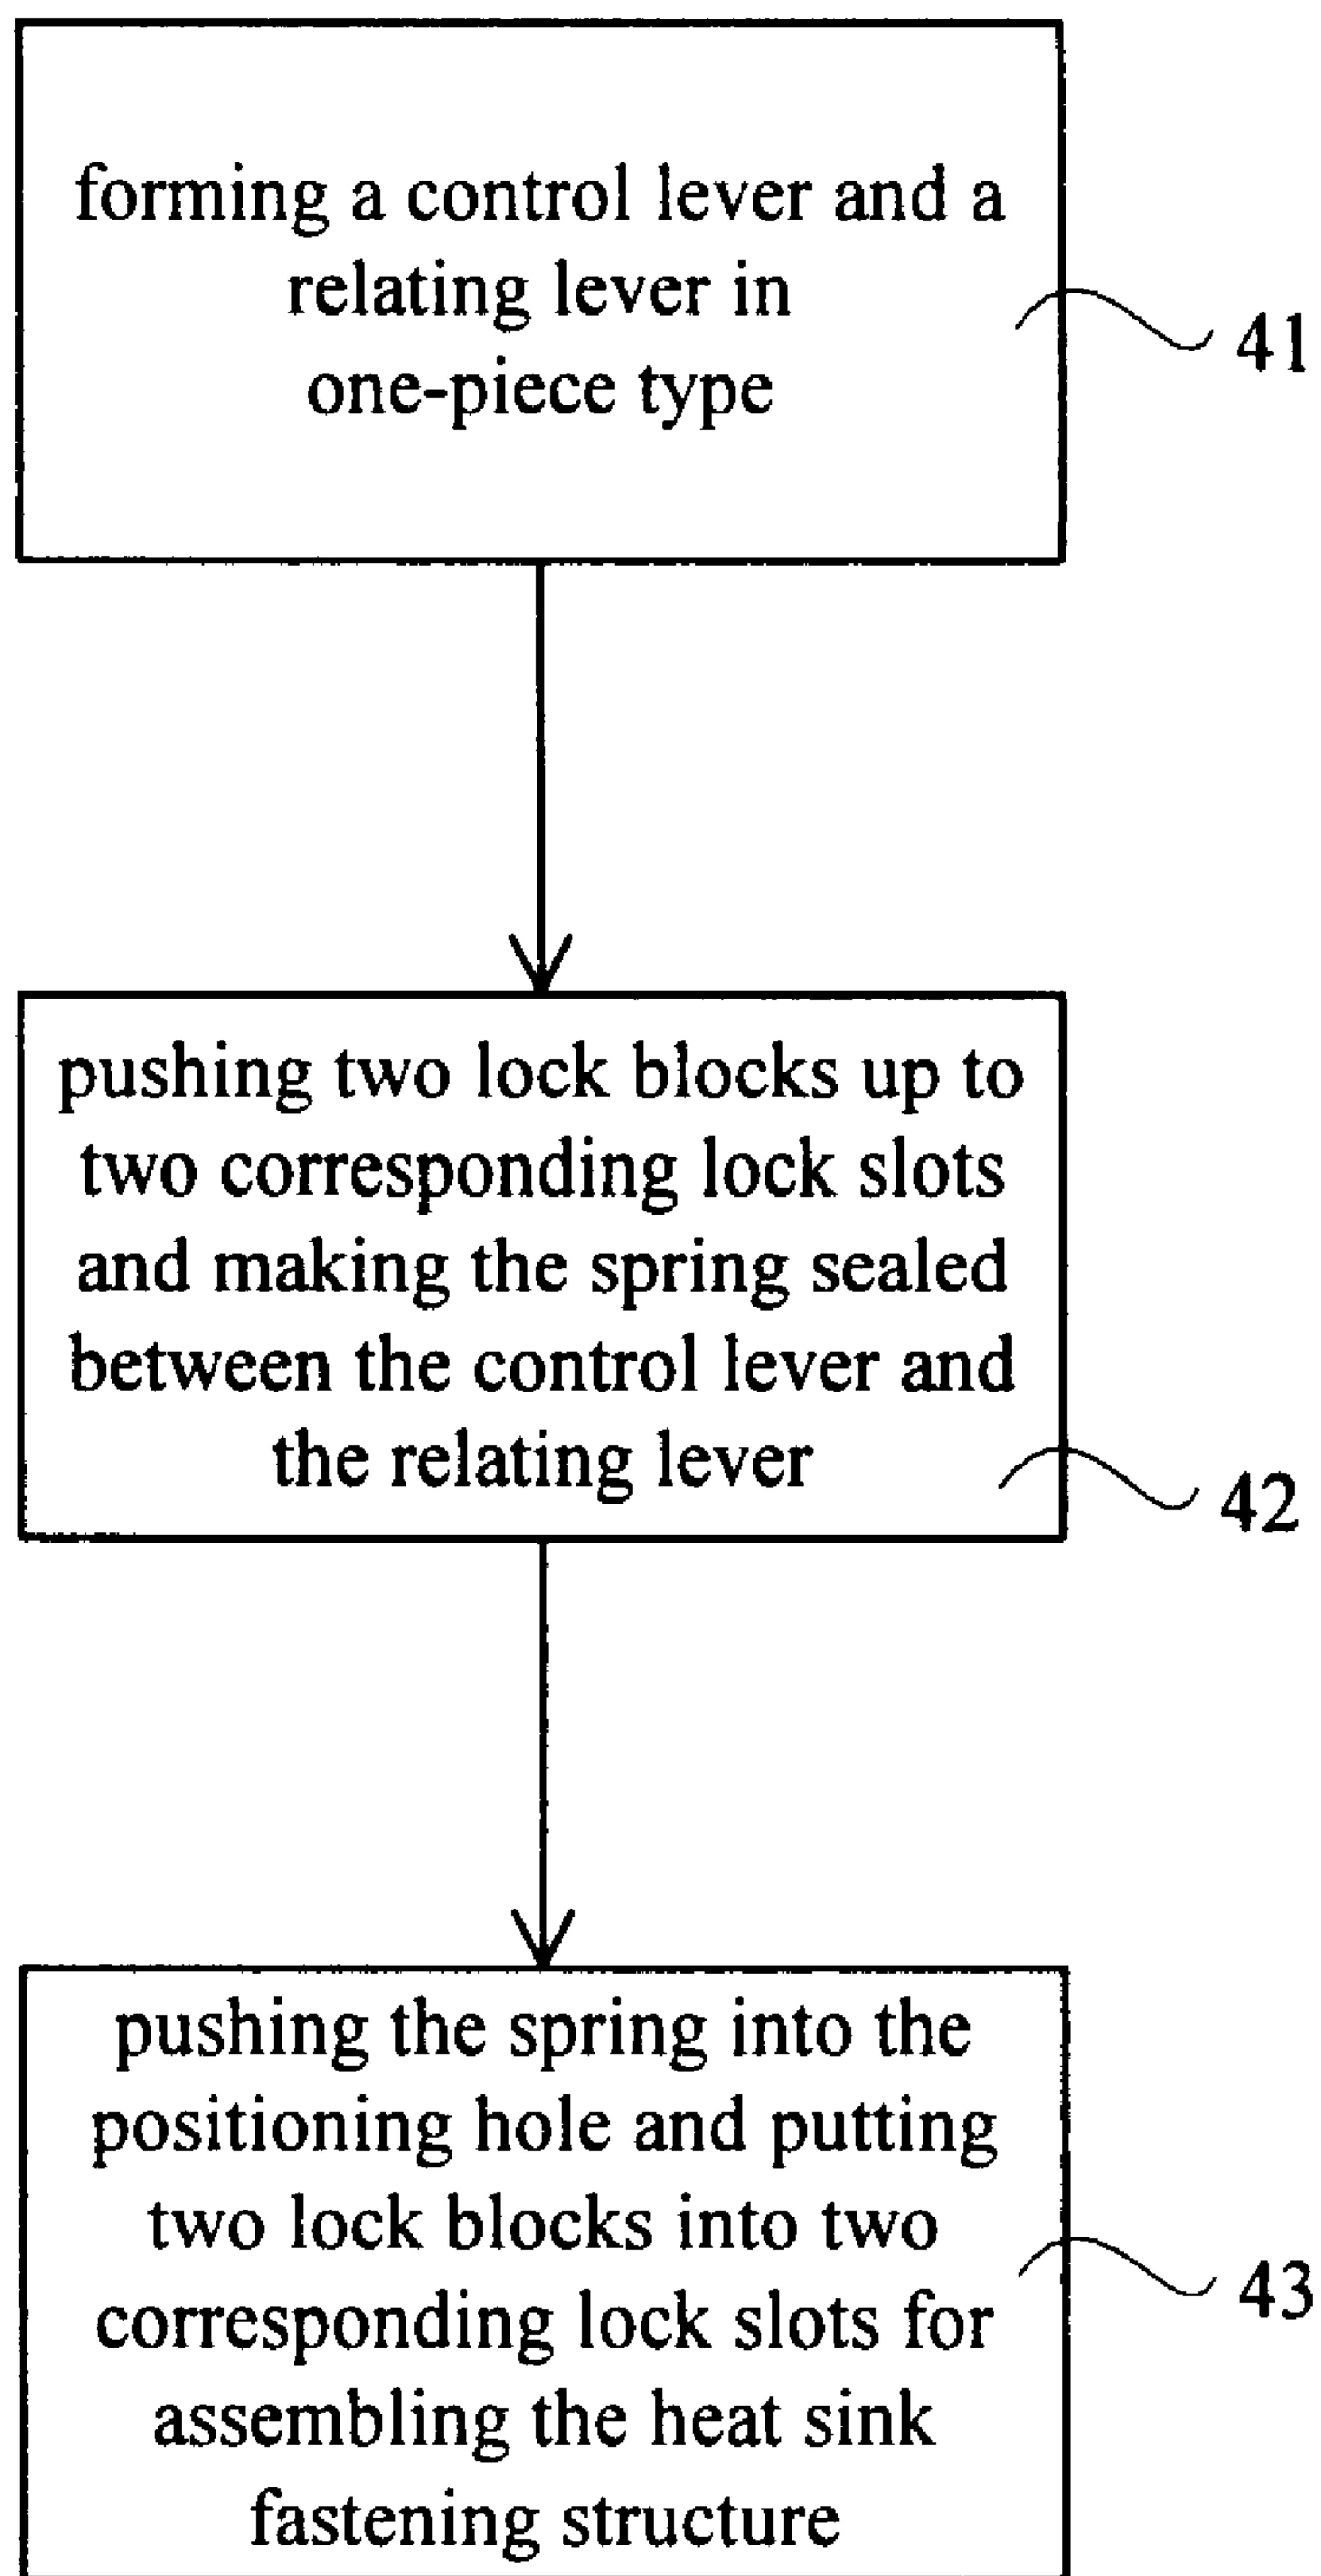 forming a control lever and a
relating lever in
one-piece type
41
pushing two lock blocks up to
two corresponding lock slots
and making the spring sealed
between the control lever and
the relating lever
42
pushing the spring into the
positioning hole and putting
two lock blocks into two
corresponding lock slots for
assembling the heat sink
fastening structure
43